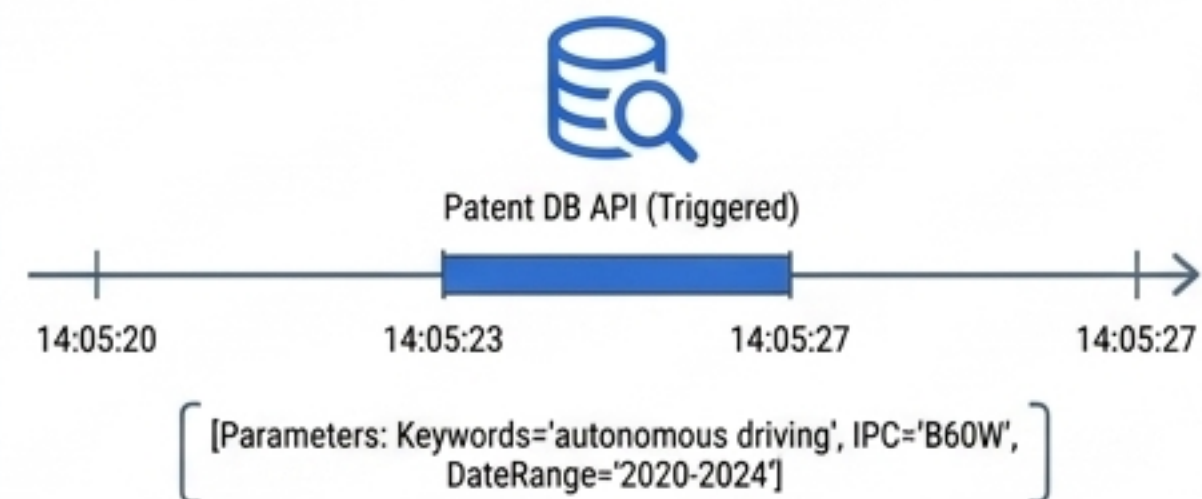 Patent DB API (Triggered)
14:05:20 14:05:23 14:05:27 14:05:27
[Parameters: Keywords='autonomous driving', IPC='B60W',
DateRange='2020-2024']